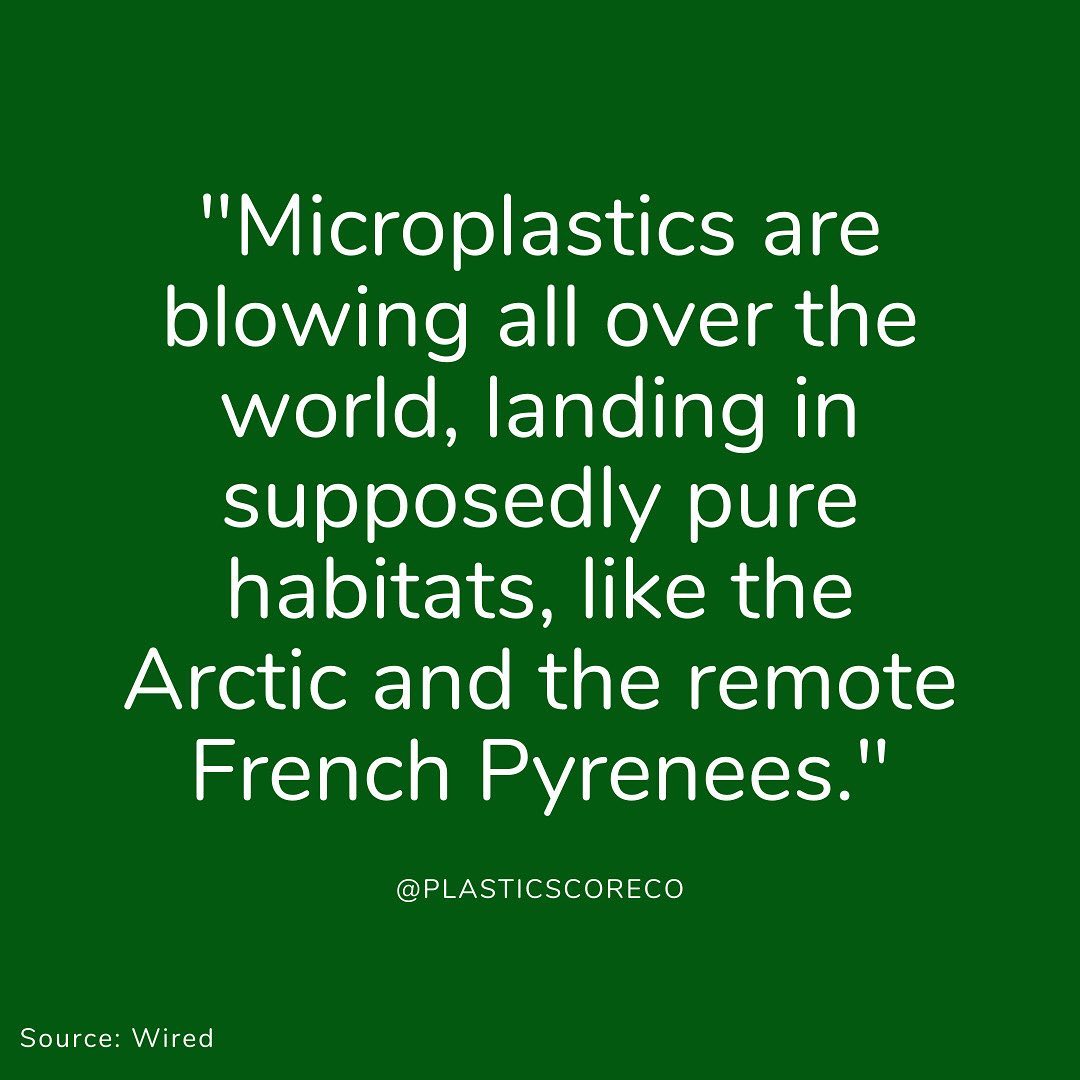 "Microplastics are
blowing all over the
world, landing in
supposedly pure
habitats, like the
Arctic and the remote
French Pyrenees."
@PLASTICSCORECO
Source: Wired